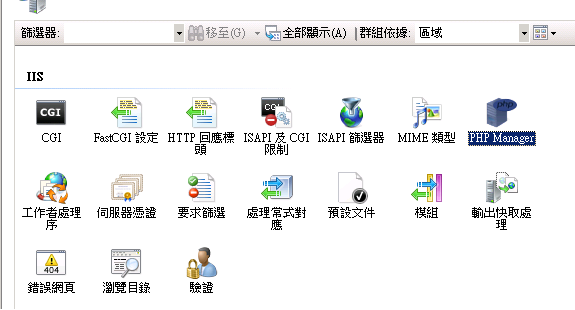 篩選器:
移至(G)
全部顯示(A)
群組依據:
區域
IIS
CGI
FastCGI 設定
HTTP 回應標
頭
CGI
ISAPI 及 CGI
限制
ISAPI 篩選器
MIME 類型
php
PHP Manager
工作者處理
序
伺服器憑證
要求篩選
處理常式對
應
預設文件
模組
輸出快取處
理
404
錯誤網頁
瀏覽目錄
驗證